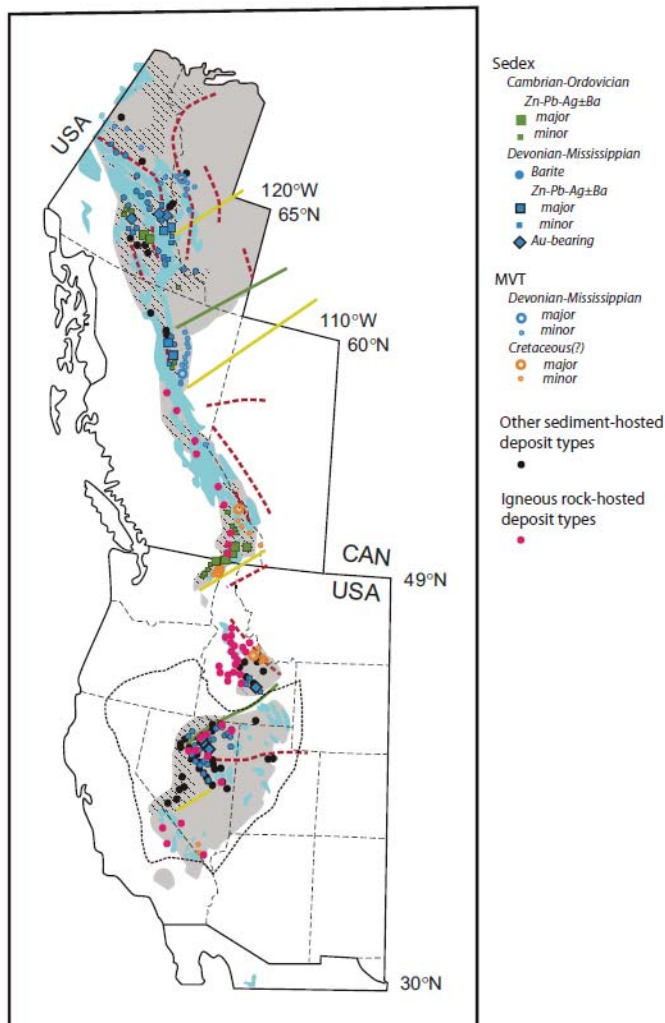 USA
120°W
65°N
110°W
60°N
CAN
USA
49°N
30°N
Sedex
Cambrian-Ordovician
Zn-Pb-Ag±Ba
major
minor
Devonian-Mississippian
Barite
Zn-Pb-Ag±Ba
major
minor
Au-bearing
MVT
Devonian-Mississippian
major
minor
Cretaceous(?)
major
minor
Other sediment-hosted
deposit types
Igneous rock-hosted
deposit types